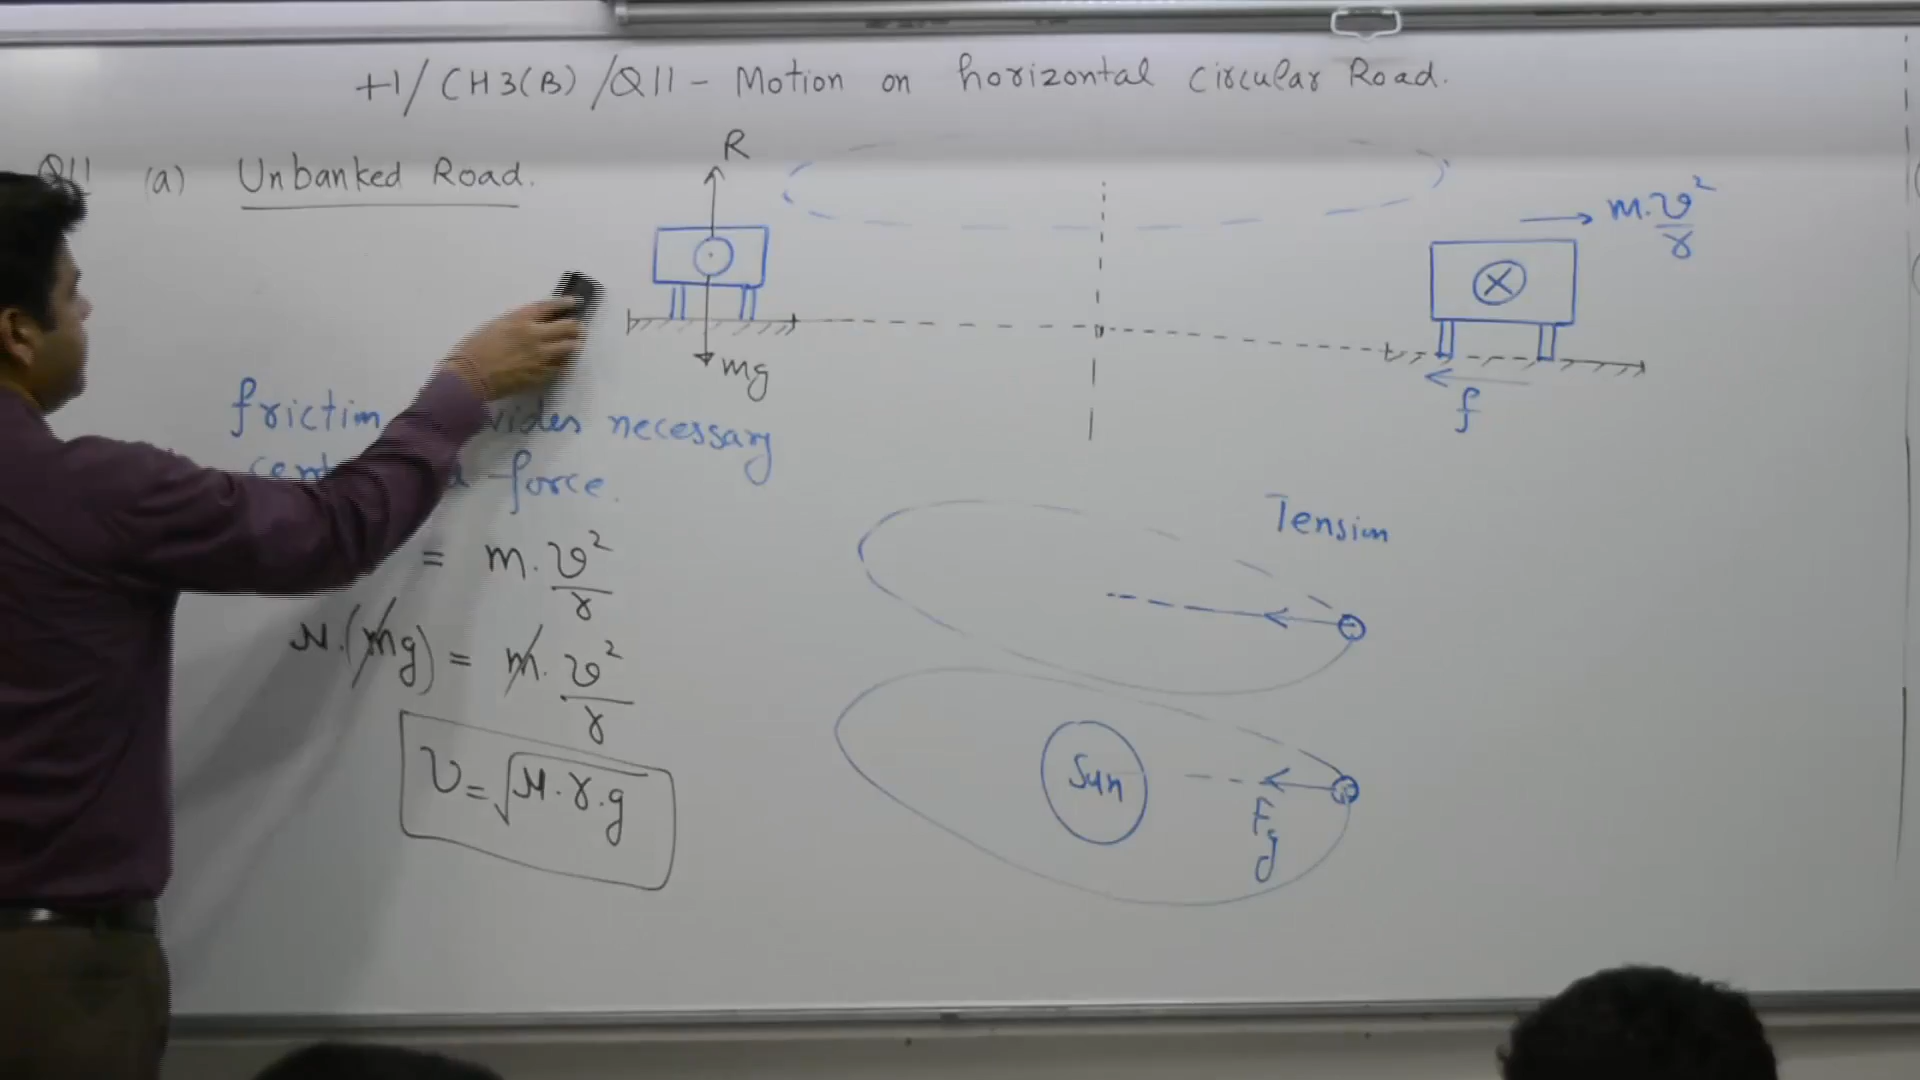 +1/ CH3(B) /Q11 - Motion on horizontal Circular Road.
Q11 (a) Unbanked Road.
R
mg
m.v²/r
f
friction necessary
force.
= m.v²/r
μ.(mg) = m.v²/r
v = √μ.r.g
Tension
Sun
Fg